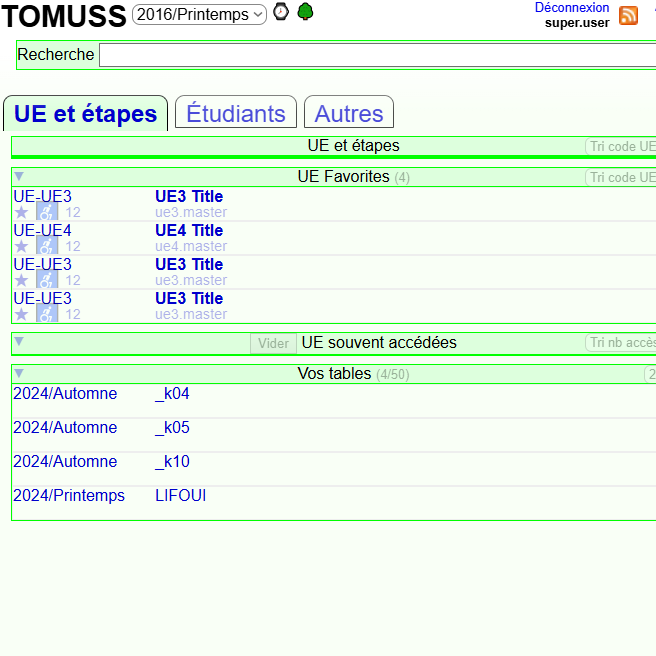 TOMUSS 2016/Printemps Déconnexion
super.user
Recherche
UE et étapes Étudiants Autres
UE et étapes Tri code UE
UE Favorites (4) Tri code UE
UE-UE3 UE3 Title
12 ue3.master
UE-UE4 UE4 Title
12 ue4.master
UE-UE3 UE3 Title
12 ue3.master
UE-UE3 UE3 Title
12 ue3.master
Vider UE souvent accédées Tri nb accès
Vos tables (4/50) 2
2024/Automne _k04
2024/Automne _k05
2024/Automne _k10
2024/Printemps LIFOUI